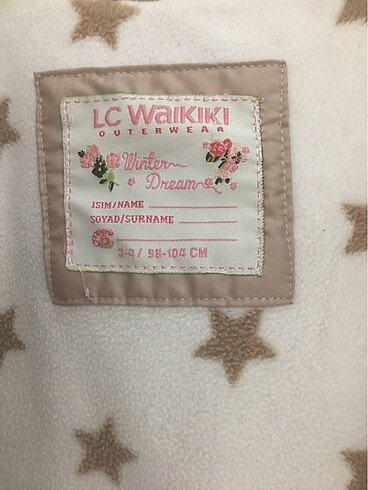 LC WAIKIKI
OUTERWEAR
Winter
Dream
ISIM/NAME
SOYAD/SURNAME
3-4 / 98-104 CM